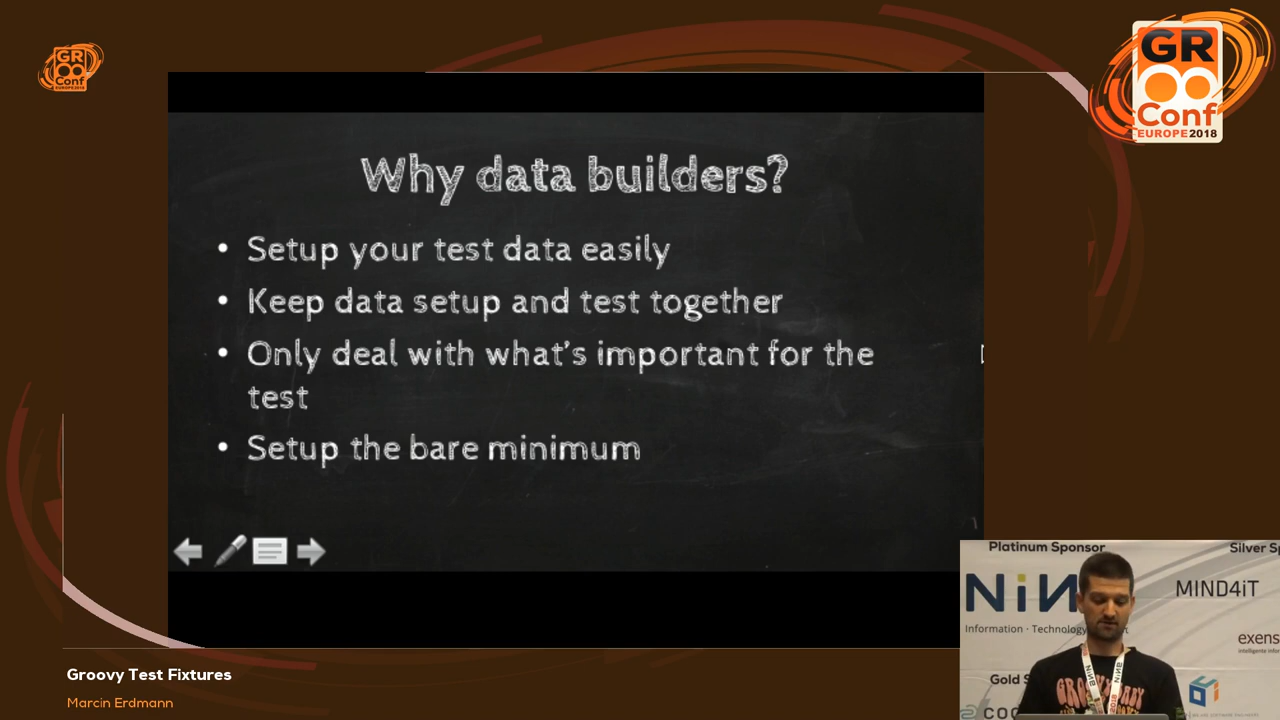 GR
Conf
EUROPE2018
GR
Conf
EUROPE2018
Why data builders?
• Setup your test data easily
• Keep data setup and test together
• Only deal with what's important for the
test
• Setup the bare minimum
Platinum Sponsor
Silver
NiN
MIND4iT
Information · Technology
exens
Gold
Groovy Test Fixtures
Marcin Erdmann